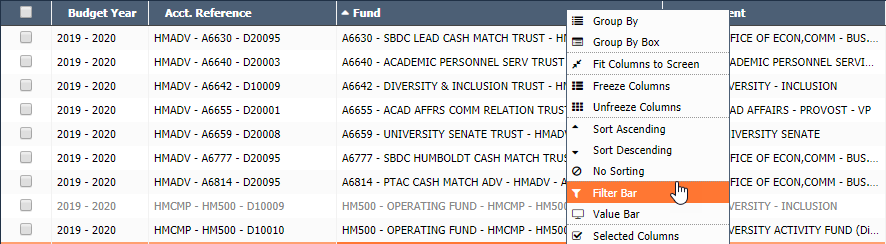 Budget Year Acct. Reference Fund ent
2019 - 2020 HMADV - A6630 - D20095 A6630 - SBDC LEAD CASH MATCH TRUST - HM FICE OF ECON,COMM - BUS.
2019 - 2020 HMADV - A6640 - D20003 A6640 - ACADEMIC PERSONNEL SERV TRUST ADEMIC PERSONNEL SERVI...
2019 - 2020 HMADV - A6642 - D10009 A6642 - DIVERSITY & INCLUSION TRUST - HM VERSITY - INCLUSION
2019 - 2020 HMADV - A6655 - D20001 A6655 - ACAD AFFRS COMM RELATION TRUST AD AFFAIRS - PROVOST - VP
2019 - 2020 HMADV - A6659 - D20008 A6659 - UNIVERSITY SENATE TRUST - HMADV IVERSITY SENATE
2019 - 2020 HMADV - A6777 - D20095 A6777 - SBDC HUMBOLDT CASH MATCH TRUS FICE OF ECON,COMM - BUS.
2019 - 2020 HMADV - A6814 - D20095 A6814 - PTAC CASH MATCH ADV - HMADV - A FICE OF ECON,COMM - BUS.
2019 - 2020 HMCMP - HM500 - D10009 HM500 - OPERATING FUND - HMCMP - HM500 VERSITY - INCLUSION
2019 - 2020 HMCMP - HM500 - D10010 HM500 - OPERATING FUND - HMCMP - HM500 VERSITY ACTIVITY FUND (Di...
Group By
Group By Box
Fit Columns to Screen
Freeze Columns
Unfreeze Columns
Sort Ascending
Sort Descending
No Sorting
Filter Bar
Value Bar
Selected Columns